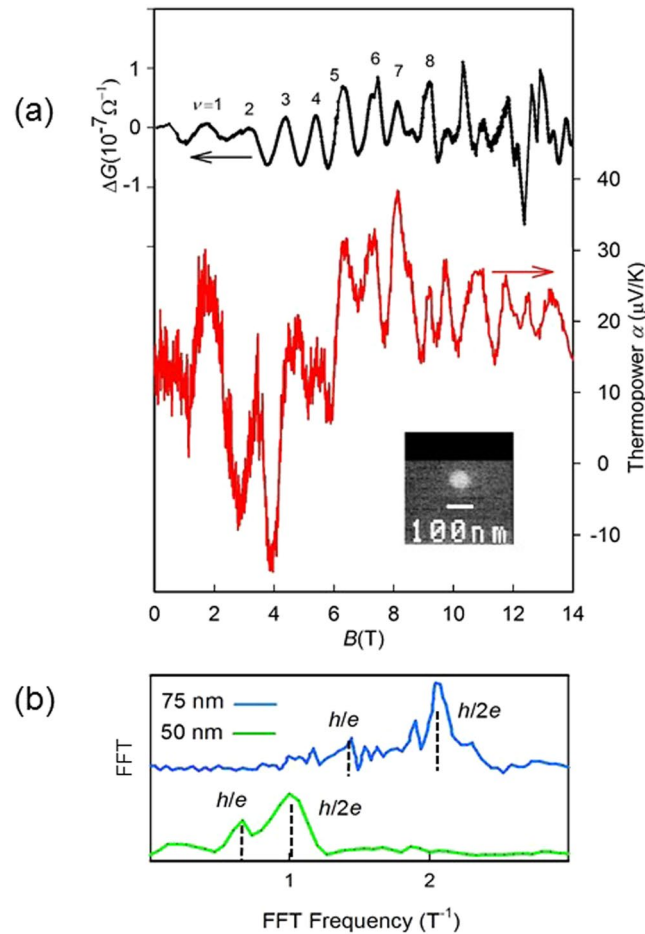 (a)
ΔG(10⁻⁷Ω⁻¹)
1
0
-1
ν=1
2
3
4
5
6
7
8
40
30
20
10
0
-10
Thermopower α (μV/K)
100nm
0 2 4 6 8 10 12 14
B(T)
(b)
FFT
75 nm
50 nm
h/e
h/2e
h/e
h/2e
1 2
FFT Frequency (T⁻¹)